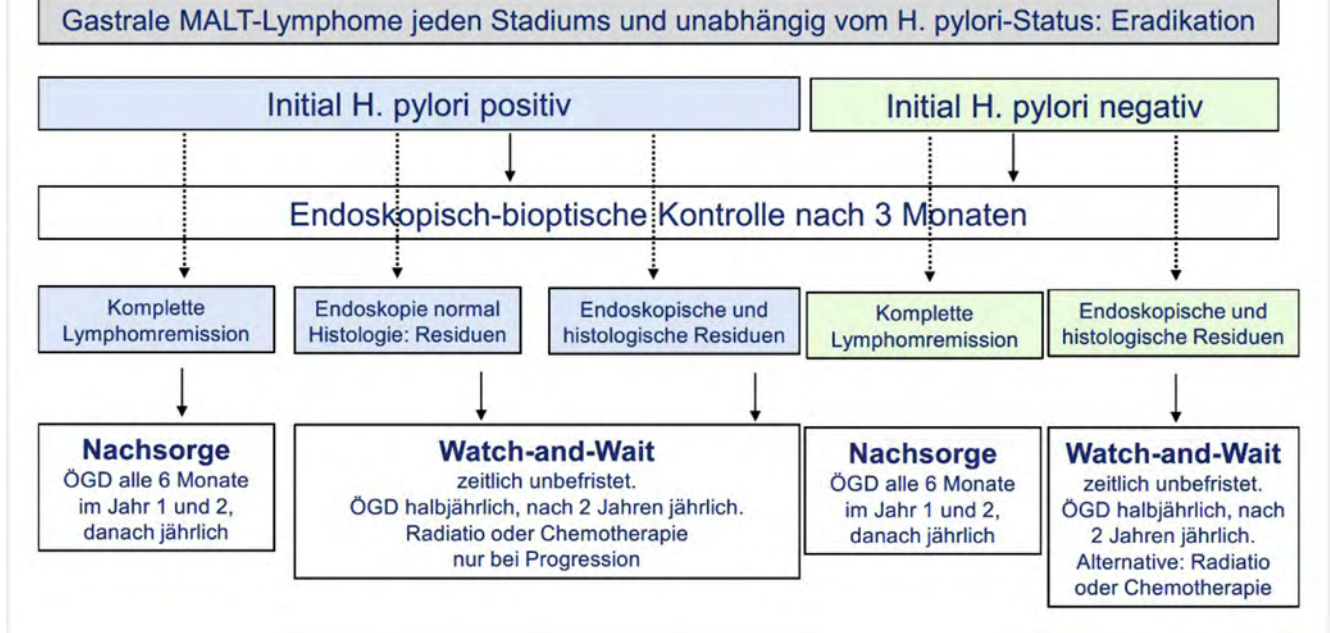 Gastrale MALT-Lymphome jeden Stadiums und unabhängig vom H. pylori-Status: Eradikation
Initial H. pylori positiv
Initial H. pylori negativ
Endoskopisch-bioptische Kontrolle nach 3 Monaten
Komplette
Lymphomremission
Endoskopie normal
Histologie: Residuen
Endoskopische und
histologische Residuen
Komplette
Lymphomremission
Endoskopische und
histologische Residuen
Nachsorge
ÖGD alle 6 Monate
im Jahr 1 und 2,
danach jährlich
Watch-and-Wait
zeitlich unbefristet.
ÖGD halbjährlich, nach 2 Jahren jährlich.
Radiatio oder Chemotherapie
nur bei Progression
Nachsorge
ÖGD alle 6 Monate
im Jahr 1 und 2,
danach jährlich
Watch-and-Wait
zeitlich unbefristet.
ÖGD halbjährlich, nach
2 Jahren jährlich.
Alternative: Radiatio
oder Chemotherapie